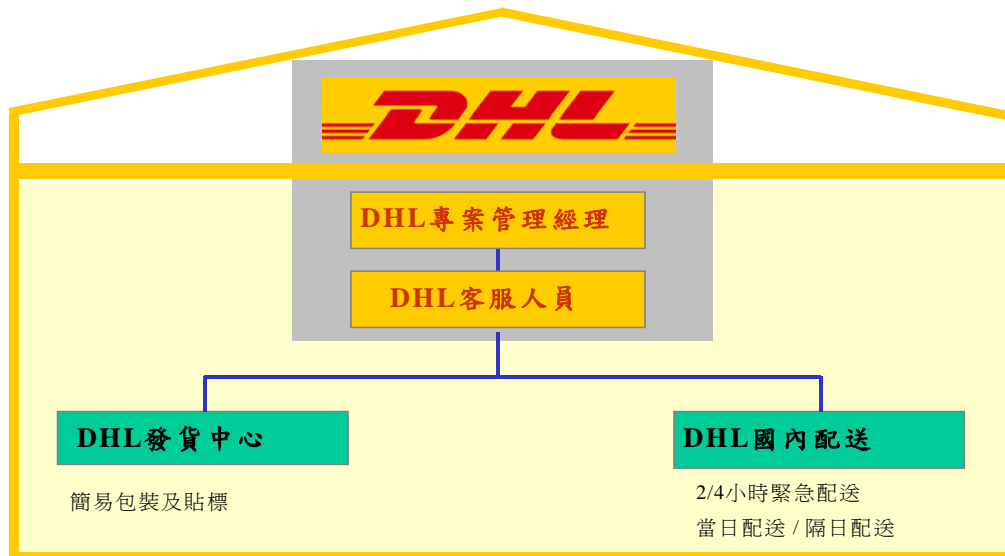 DHL
DHL專案管理經理
DHL客服人員
DHL發貨中心
DHL國內配送
簡易包裝及貼標
2/4小時緊急配送
當日配送 / 隔日配送